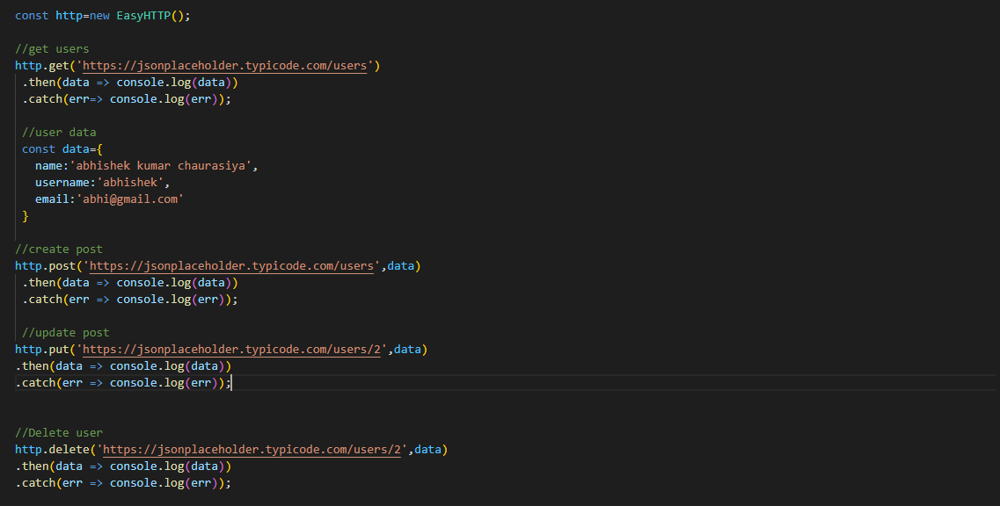 const http=new EasyHTTP();
//get users
http.get('https://jsonplaceholder.typicode.com/users')
.then(data => console.log(data))
.catch(err=> console.log(err));
//user data
const data={
name:'abhishek kumar chaurasiya',
username:'abhishek',
email:'abhi@gmail.com'
}
//create post
http.post('https://jsonplaceholder.typicode.com/users',data)
.then(data => console.log(data))
.catch(err => console.log(err));
//update post
http.put('https://jsonplaceholder.typicode.com/users/2',data)
.then(data => console.log(data))
.catch(err => console.log(err));
//Delete user
http.delete('https://jsonplaceholder.typicode.com/users/2',data)
.then(data => console.log(data))
.catch(err => console.log(err));